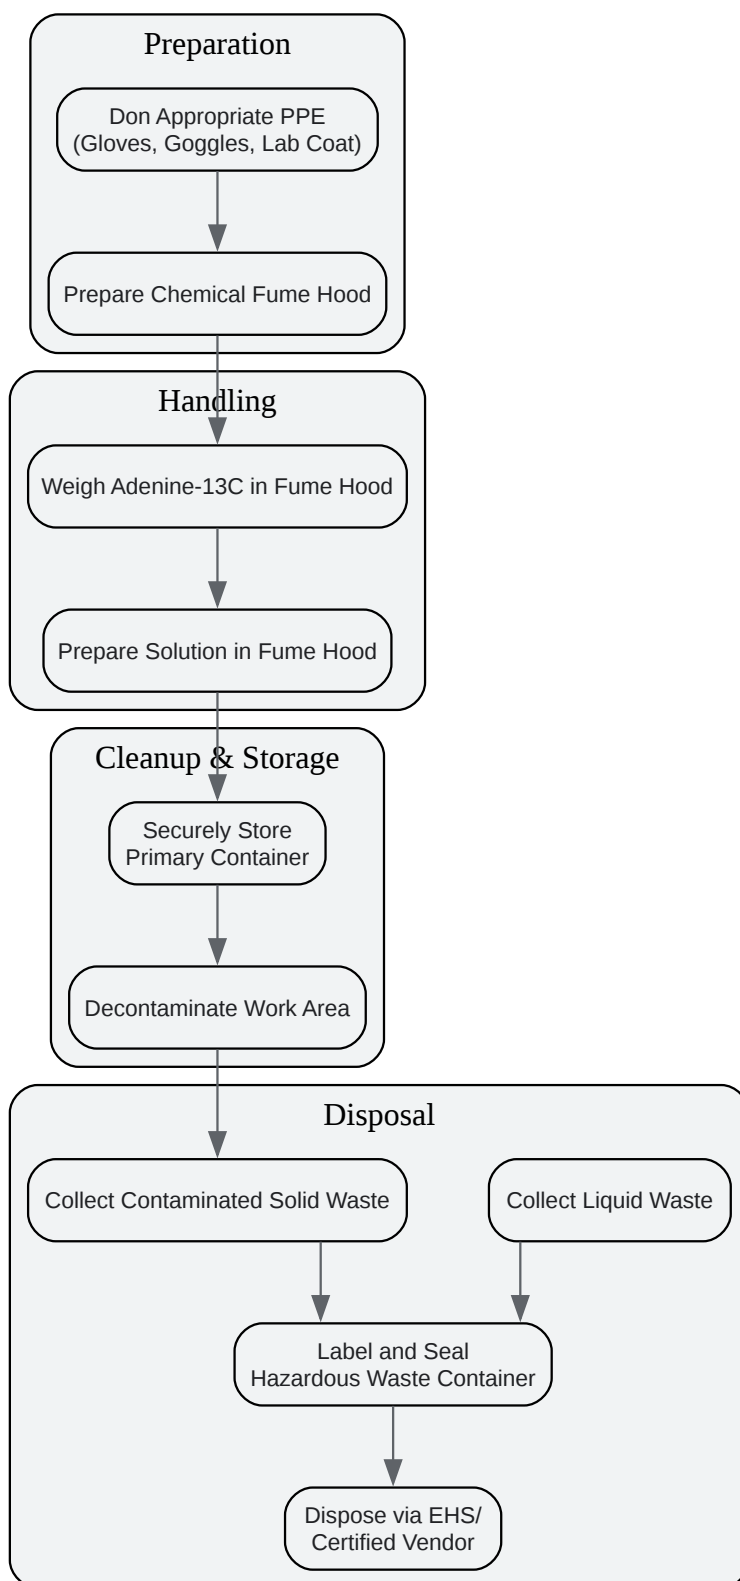 Preparation
Don Appropriate PPE
(Gloves, Goggles, Lab Coat)
Prepare Chemical Fume Hood
Handling
Weigh Adenine-13C in Fume Hood
Prepare Solution in Fume Hood
Cleanup & Storage
Securely Store
Primary Container
Decontaminate Work Area
Disposal
Collect Contaminated Solid Waste
Collect Liquid Waste
Label and Seal
Hazardous Waste Container
Dispose via EHS/
Certified Vendor